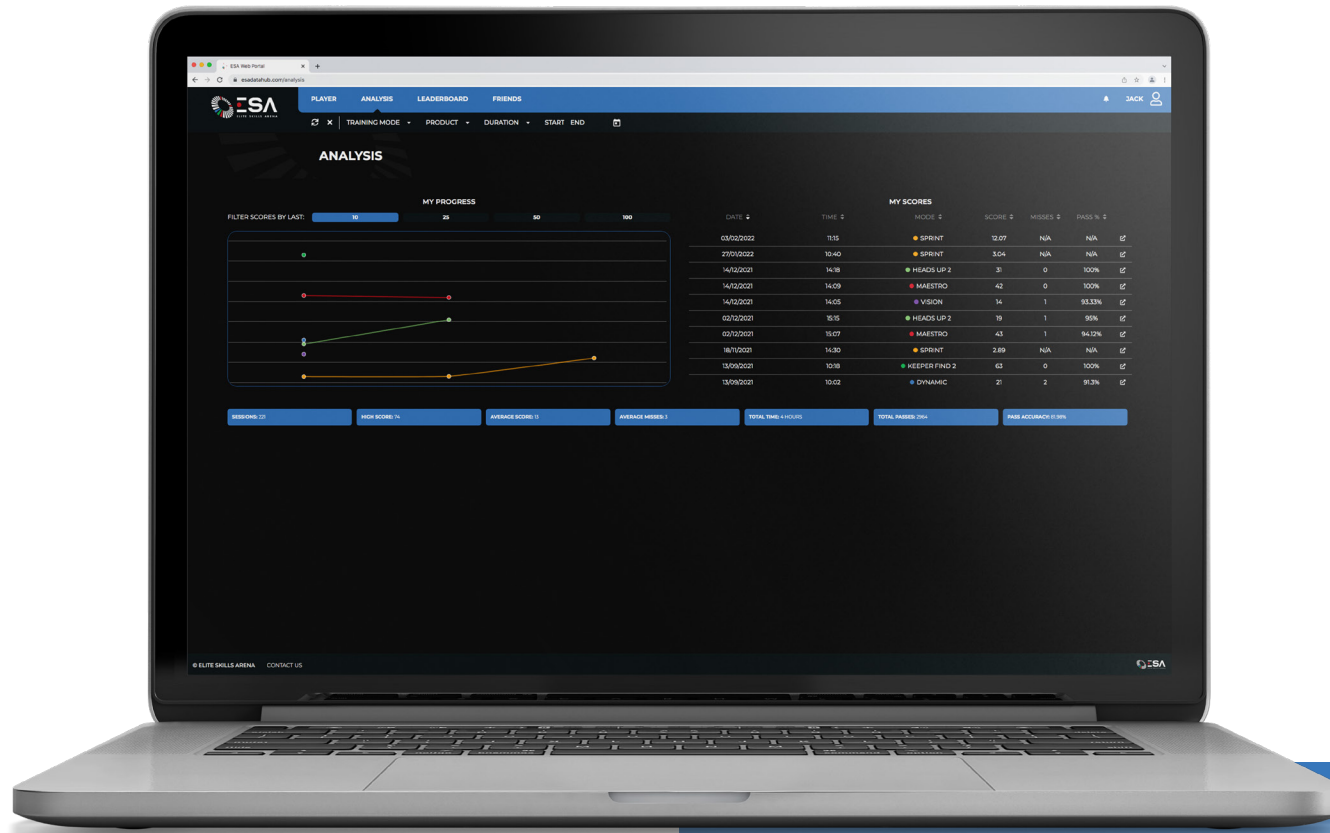 ESA Web Portal
esadatahub.com/analysis
ESA
ELITE SKILLS ARENA
PLAYER ANALYSIS LEADERBOARD FRIENDS
JACK
TRAINING MODE PRODUCT DURATION START END
ANALYSIS
MY PROGRESS
FILTER SCORES BY LAST: 10 25 50 100
MY SCORES
DATE TIME MODE SCORE MISSES PASS %
03/02/2022 11:15 SPRINT 12.07 N/A N/A
27/01/2022 10:40 SPRINT 3.04 N/A N/A
14/12/2021 14:18 HEADS UP 2 31 0 100%
14/12/2021 14:09 MAESTRO 42 0 100%
14/12/2021 14:05 VISION 14 1 93.33%
02/12/2021 15:15 HEADS UP 2 19 1 95%
02/12/2021 15:07 MAESTRO 43 1 94.12%
18/11/2021 14:30 SPRINT 2.89 N/A N/A
13/09/2021 10:18 KEEPER FIND 2 63 0 100%
13/09/2021 10:02 DYNAMIC 21 2 91.3%
SESSIONS: 221 HIGH SCORE: 74 AVERAGE SCORE: 13 AVERAGE MISSES: 3 TOTAL TIME: 4 HOURS TOTAL PASSES: 2964 PASS ACCURACY: 81.98%
© ELITE SKILLS ARENA CONTACT US
ESA